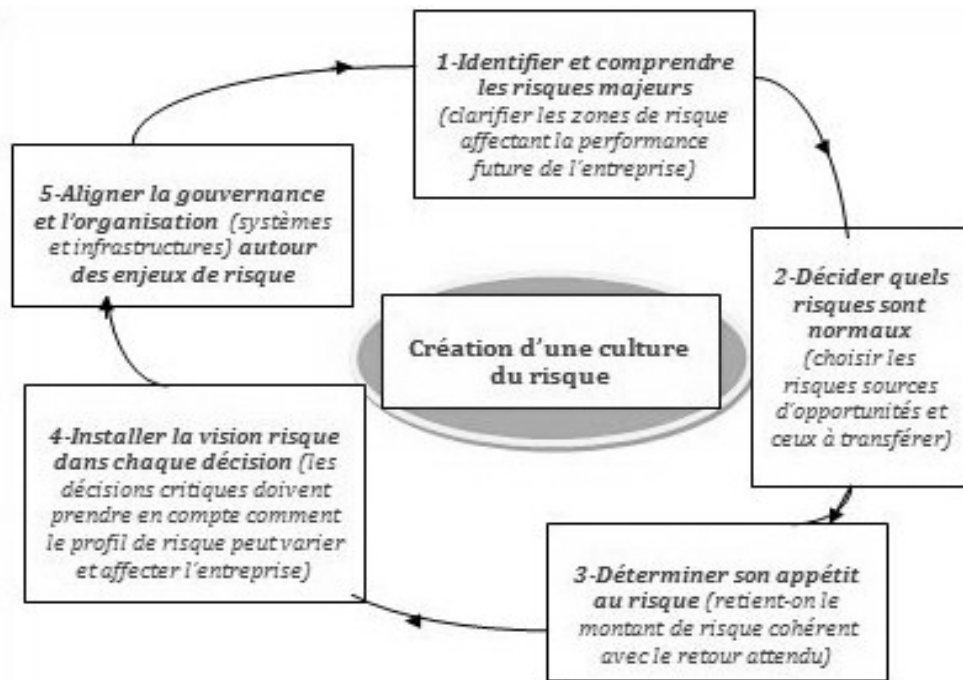 1-Identifier et comprendre
les risques majeurs
(clarifier les zones de risque
affectant la performance
future de l'entreprise)
2-Décider quels
risques sont
normaux
(choisir les
risques sources
d'opportunités et
ceux à transférer)
3-Déterminer son appétit
au risque (retient-on le
montant de risque cohérent
avec le retour attendu)
4-Installer la vision risque
dans chaque décision (les
décisions critiques doivent
prendre en compte comment
le profil de risque peut varier
et affecter l'entreprise)
5-Aligner la gouvernance
et l'organisation (systèmes
et infrastructures) autour
des enjeux de risque
Création d'une culture
du risque